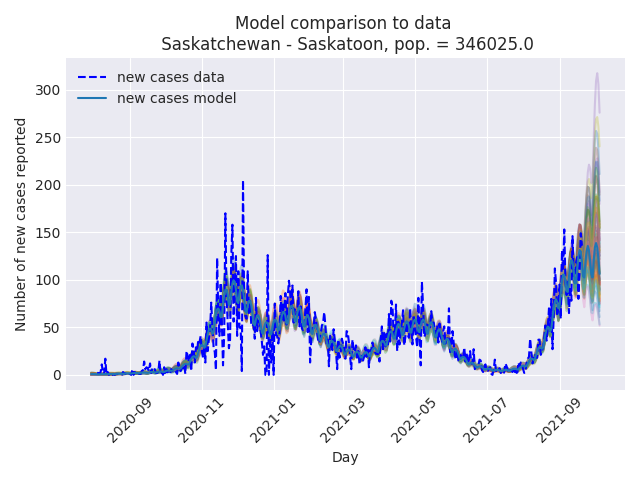 Model comparison to data
Saskatchewan - Saskatoon, pop. = 346025.0
new cases data
new cases model
Number of new cases reported
300
250
200
150
100
50
0
2020-09
2020-11
2021-01
2021-03
2021-05
2021-07
2021-09
Day